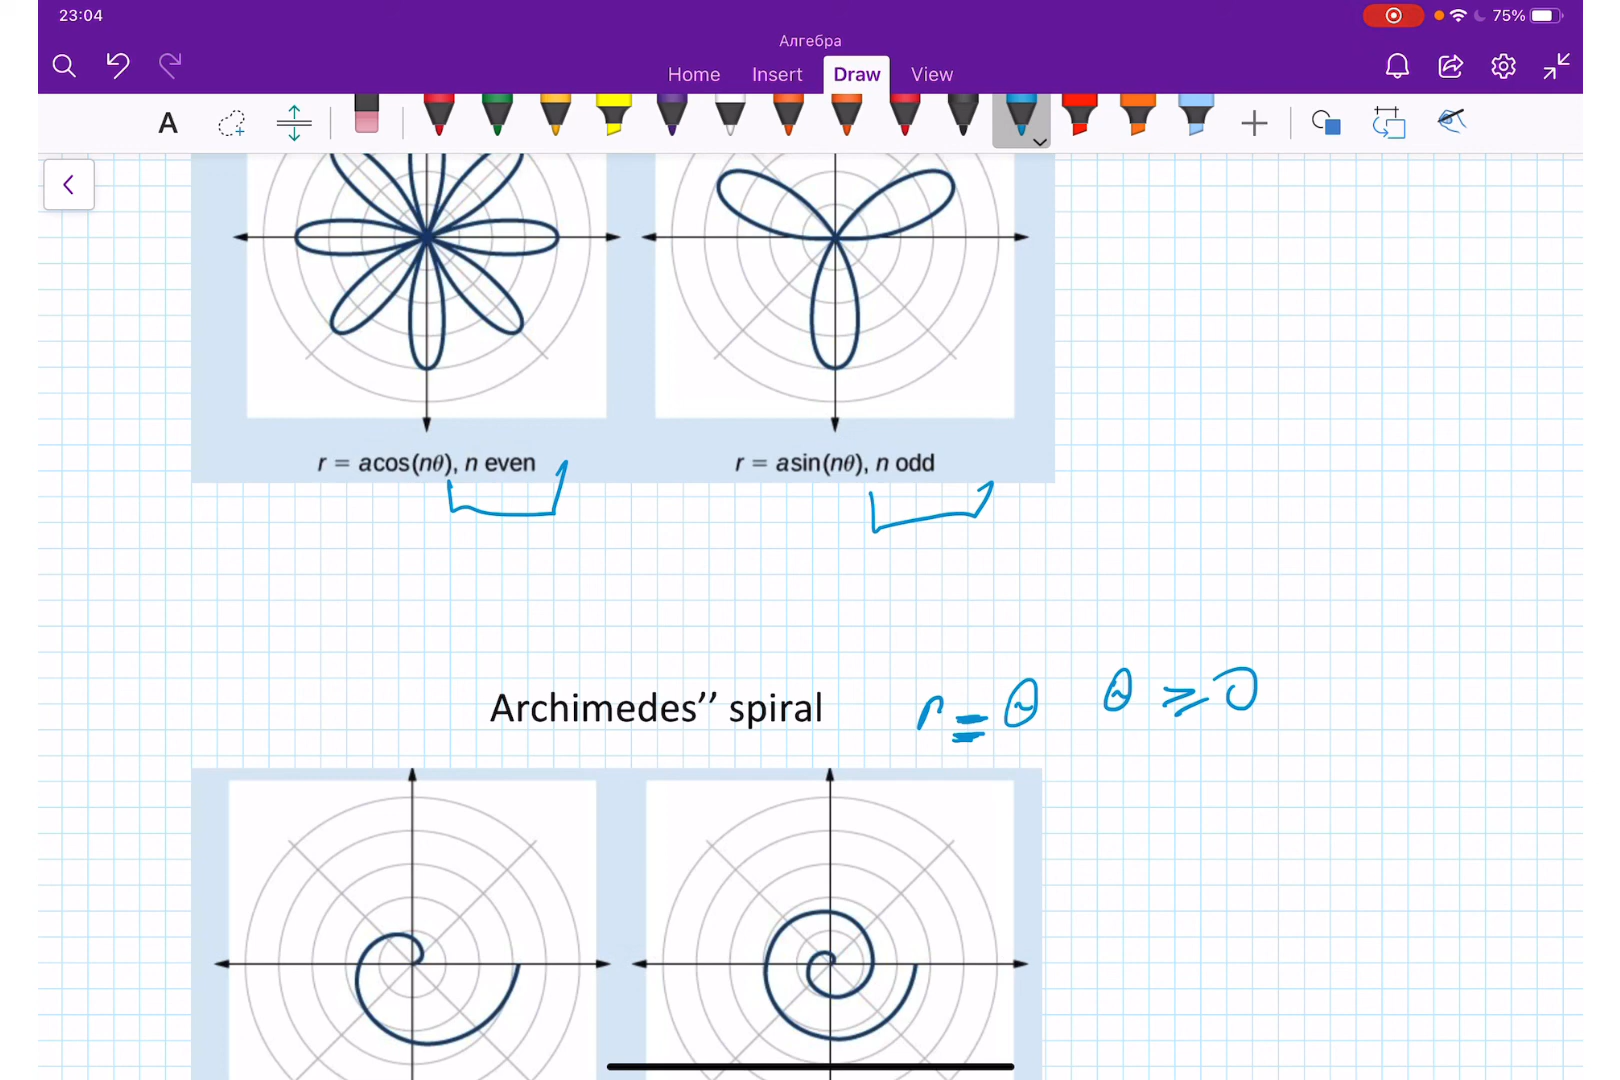 23:04
75%
Алгебра
Home Insert Draw View
A
r = acos(nθ), n even
r = asin(nθ), n odd
Archimedes’’ spiral r = θ θ ⩾ 0